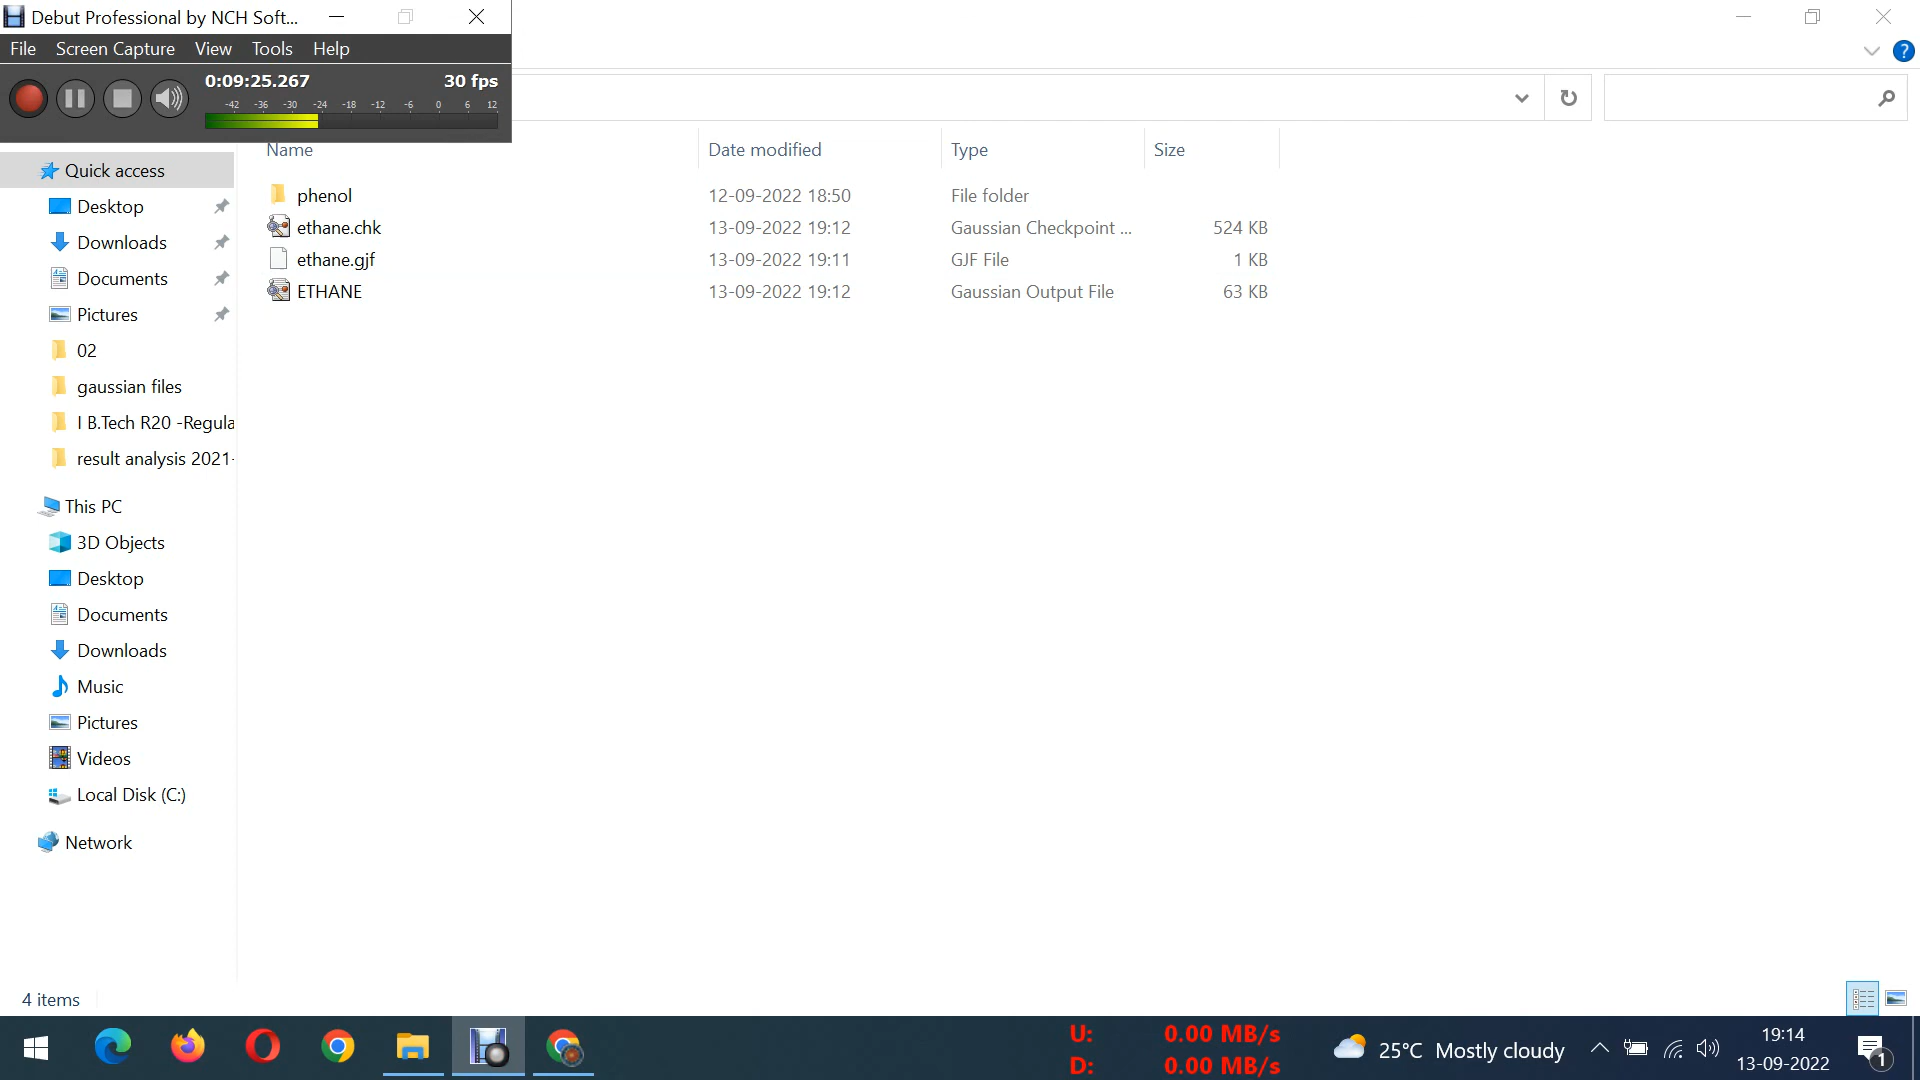 Debut Professional by NCH Soft...
File Screen Capture View Tools Help
0:09:25.267 30 fps
-42 -36 -30 -24 -18 -12 -6 0 6 12
Name Date modified Type Size
Quick access
Desktop
Downloads
Documents
Pictures
02
gaussian files
I B.Tech R20 -Regula
result analysis 2021-
This PC
3D Objects
Desktop
Documents
Downloads
Music
Pictures
Videos
Local Disk (C:)
Network
phenol 12-09-2022 18:50 File folder
ethane.chk 13-09-2022 19:12 Gaussian Checkpoint ... 524 KB
ethane.gjf 13-09-2022 19:11 GJF File 1 KB
ETHANE 13-09-2022 19:12 Gaussian Output File 63 KB
4 items
U: 0.00 MB/s
D: 0.00 MB/s
25°C Mostly cloudy
19:14
13-09-2022
1
?